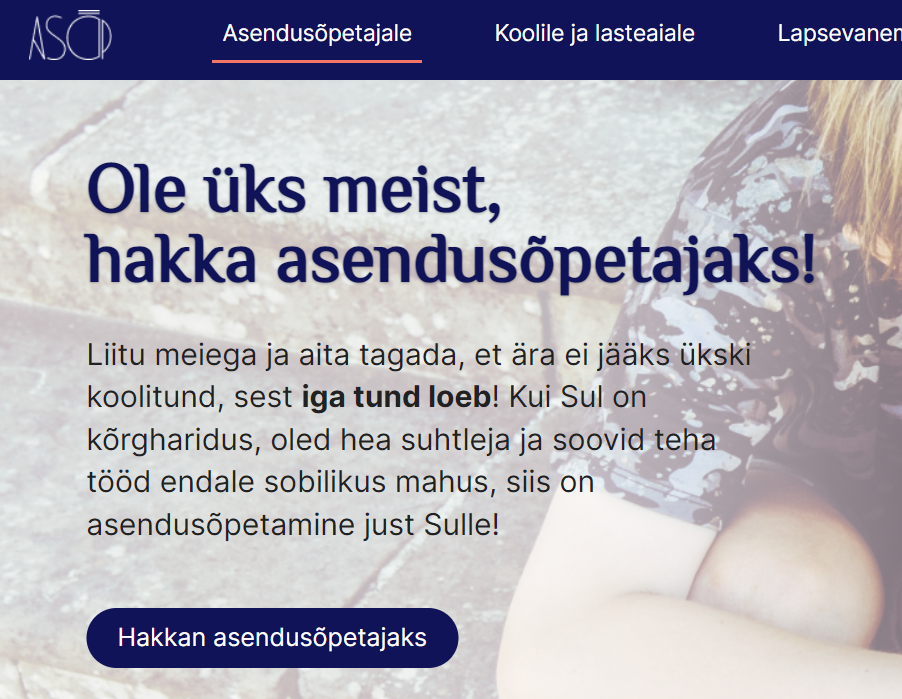 ASÕP
Asendusõpetajale
Koolile ja lasteaiale
Lapsevanem
Ole üks meist,
hakka asendusõpetajaks!
Liitu meiega ja aita tagada, et ära ei jääks ükski
koolitund, sest iga tund loeb! Kui Sul on
kõrgharidus, oled hea suhtleja ja soovid teha
tööd endale sobilikus mahus, siis on
asendusõpetamine just Sulle!
Hakkan asendusõpetajaks